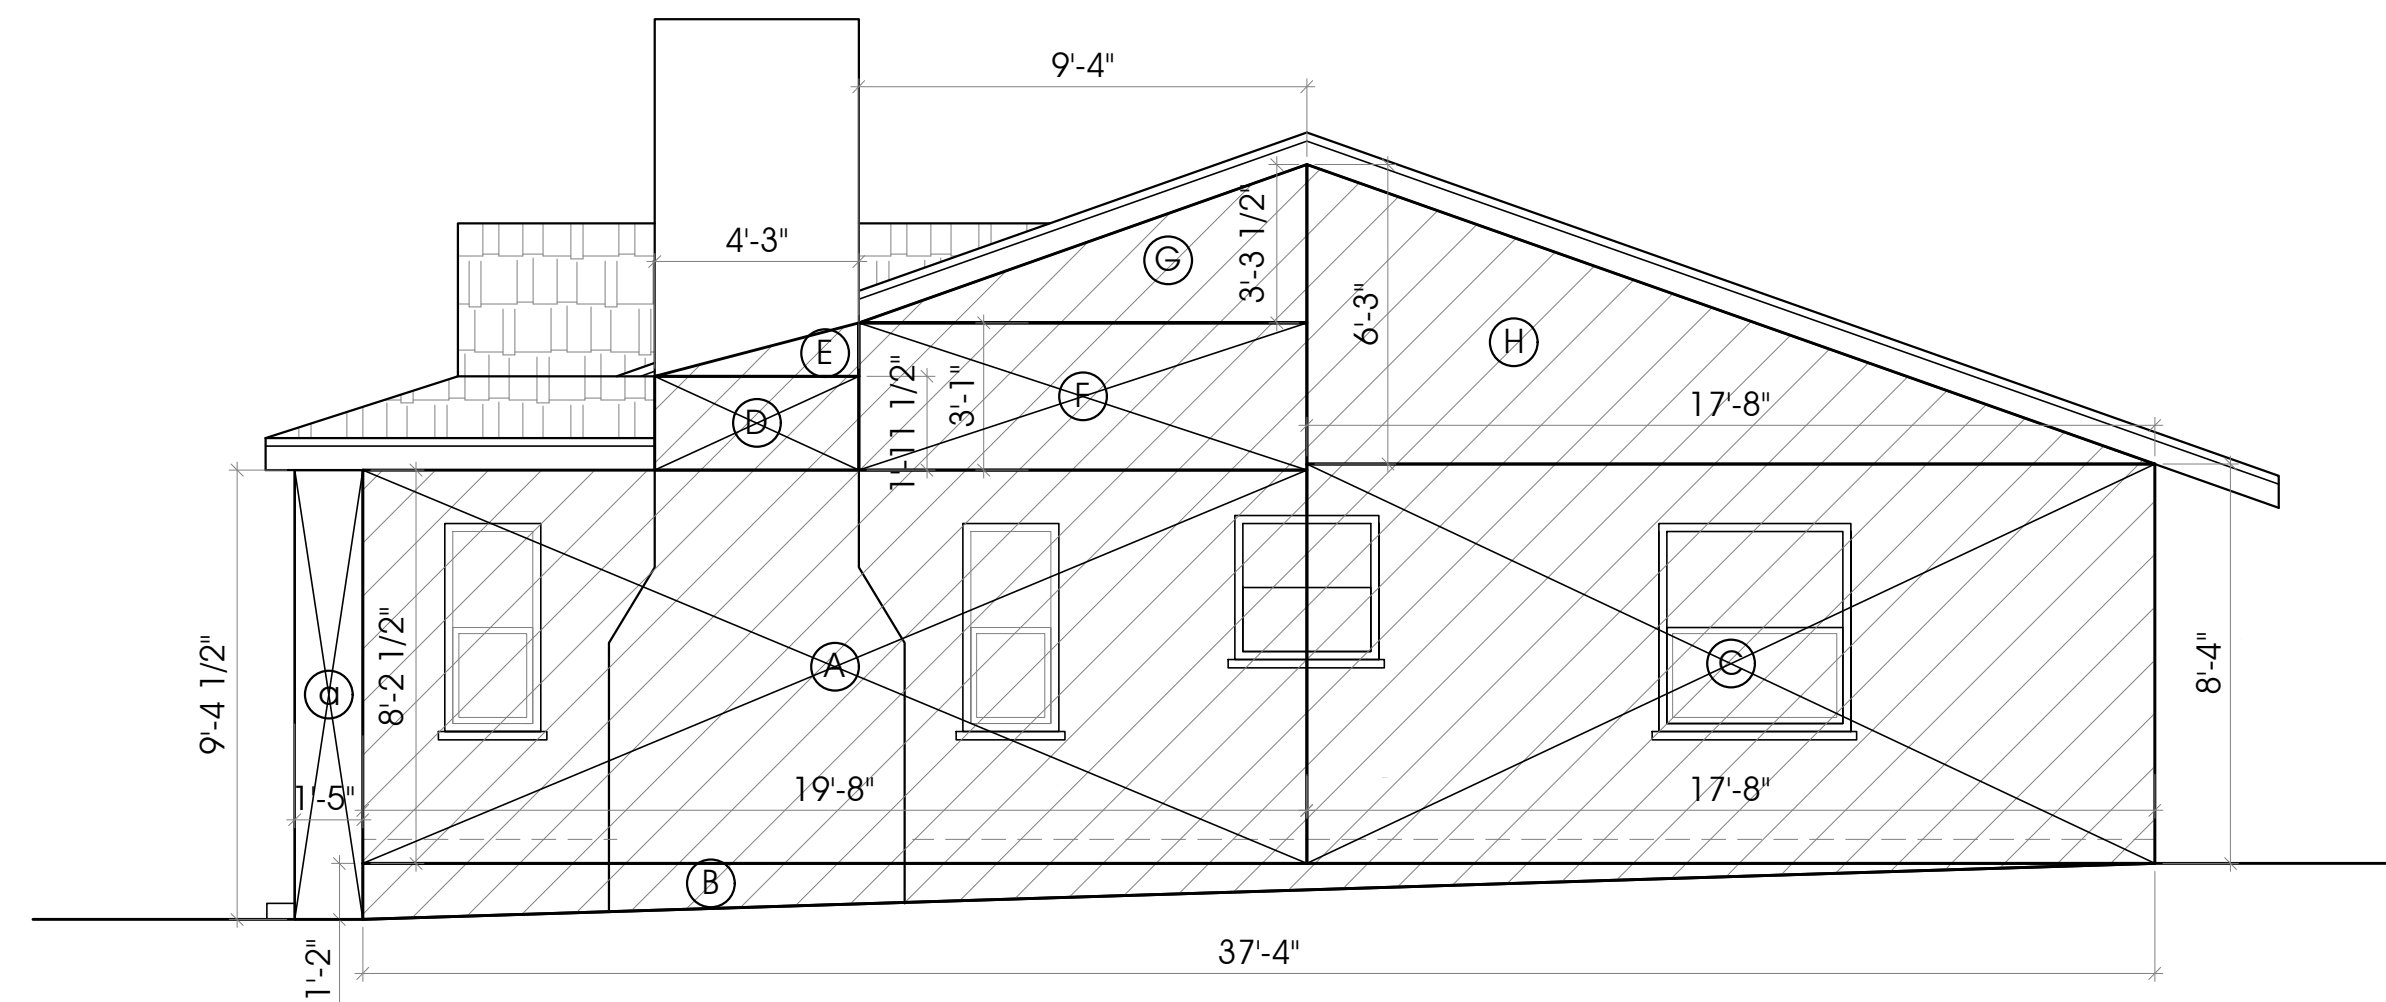 9'-4"
4'-3"
3'-3 1/2"
G
6'-3"
H
E
17'-8"
D
1'-11 1/2"
3'-1"
F
9'-4 1/2"
a
8'-2 1/2"
A
C
8'-4"
1'-5"
19'-8"
17'-8"
B
1'-2"
37'-4"